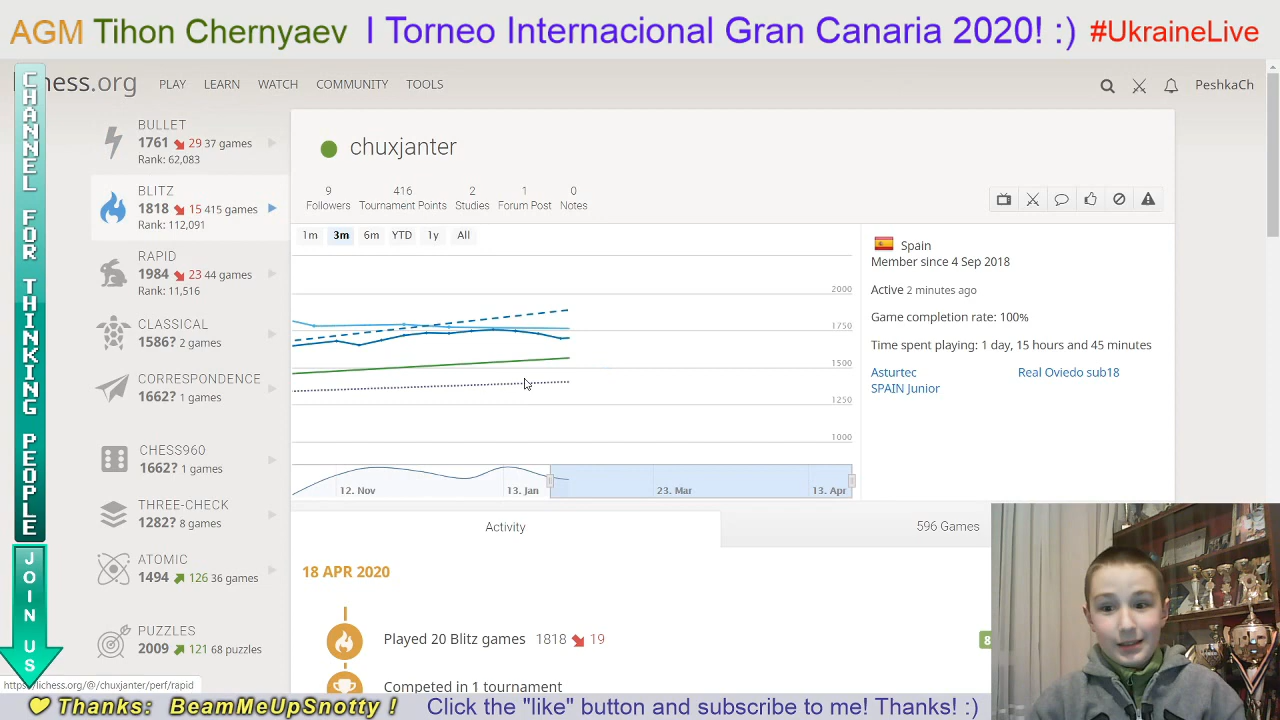 AGM Tihon Chernyaev I Torneo Internacional Gran Canaria 2020! :) #UkraineLive
CHANNEL FOR THINKING PEOPLE
JOIN US
hess.org PLAY LEARN WATCH COMMUNITY TOOLS PeshkaCh
BULLET
1761 29 37 games
Rank: 62,083
BLITZ
1818 15 415 games
Rank: 112,091
RAPID
1984 23 44 games
Rank: 11,516
CLASSICAL
1586? 2 games
CORRESPONDENCE
1662? 1 games
CHESS960
1662? 1 games
THREE-CHECK
1282? 8 games
ATOMIC
1494 126 36 games
PUZZLES
2009 121 68 puzzles
https://lichess.org/@/chuxjanter/perf/rapid
chuxjanter
9 416 2 1 0
Followers Tournament Points Studies Forum Post Notes
1m 3m 6m YTD 1y All
2000
1750
1500
1250
1000
12. Nov 13. Jan 23. Mar 13. Apr
Spain
Member since 4 Sep 2018
Active 2 minutes ago
Game completion rate: 100%
Time spent playing: 1 day, 15 hours and 45 minutes
Asturtec Real Oviedo sub18
SPAIN Junior
Activity 596 Games
18 APR 2020
Played 20 Blitz games 1818 19 8
Competed in 1 tournament
Thanks: BeamMeUpSnotty ! Click the "like" button and subscribe to me! Thanks! :)